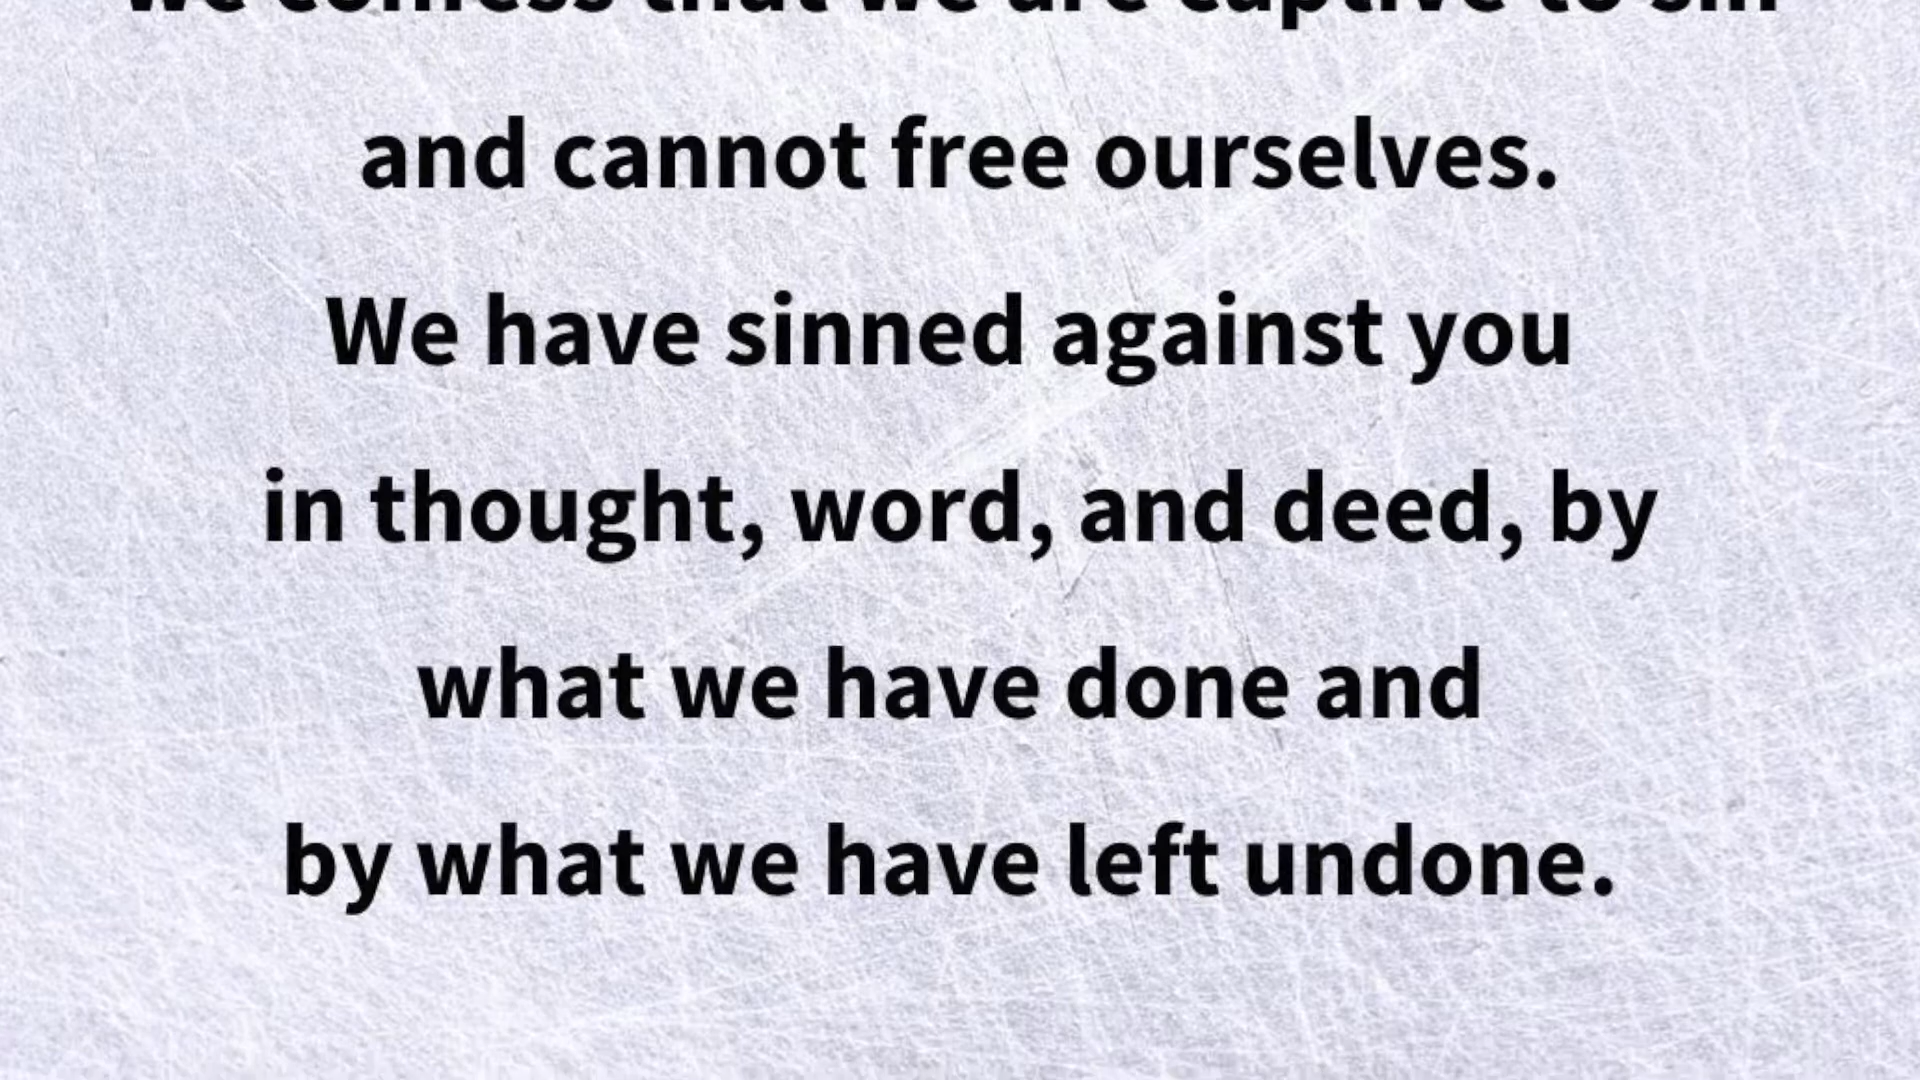 we confess that we are captive to sin
and cannot free ourselves.
We have sinned against you
in thought, word, and deed, by
what we have done and
by what we have left undone.